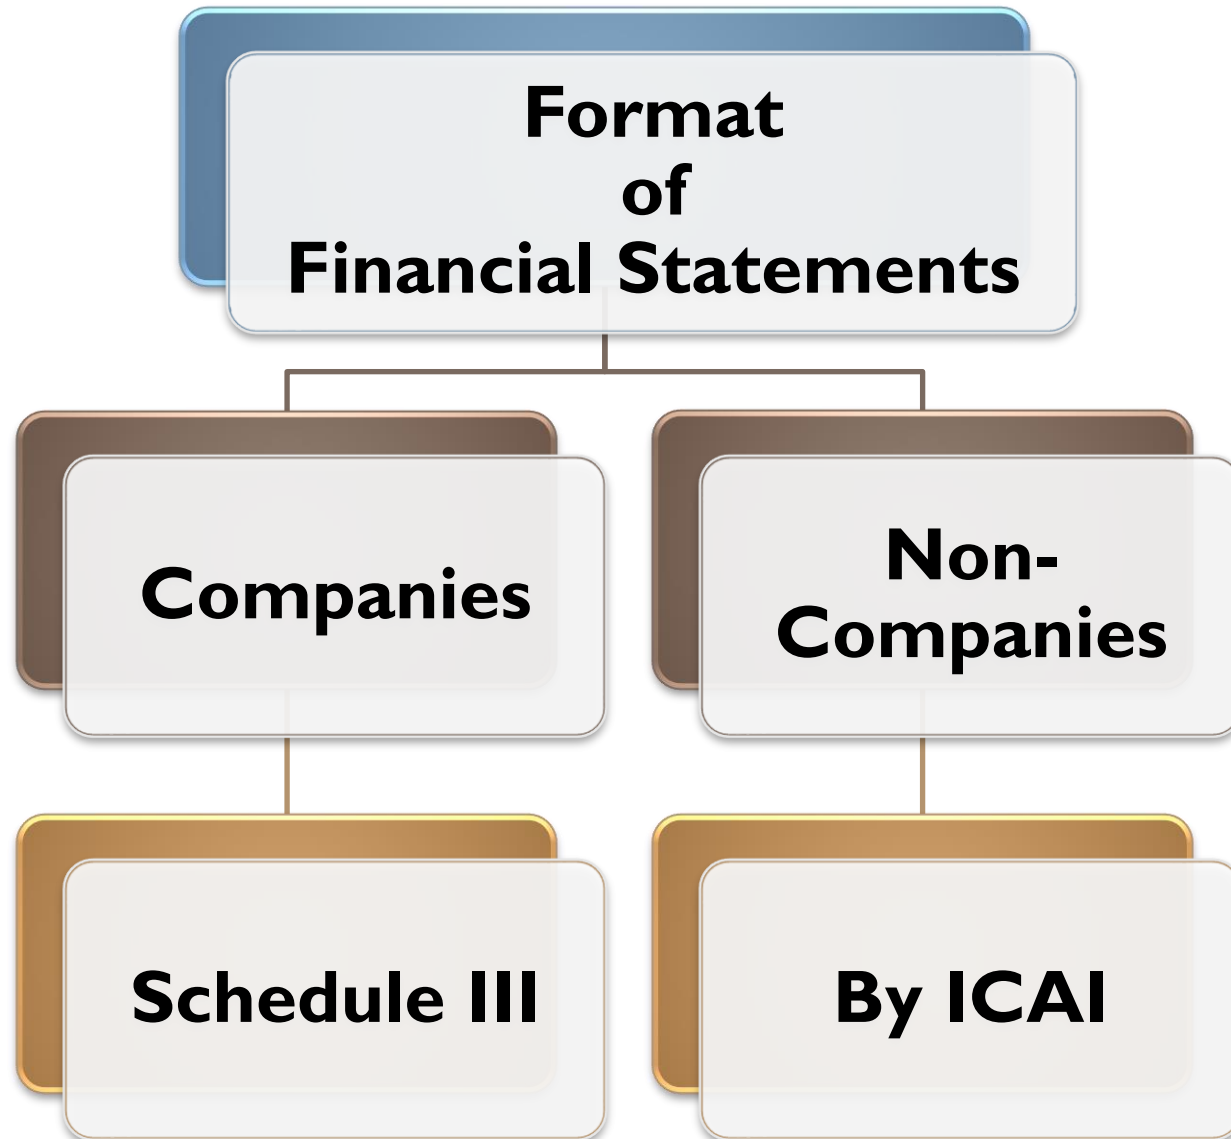 Format
of
Financial Statements
Companies
Non-
Companies
Schedule III
By ICAI